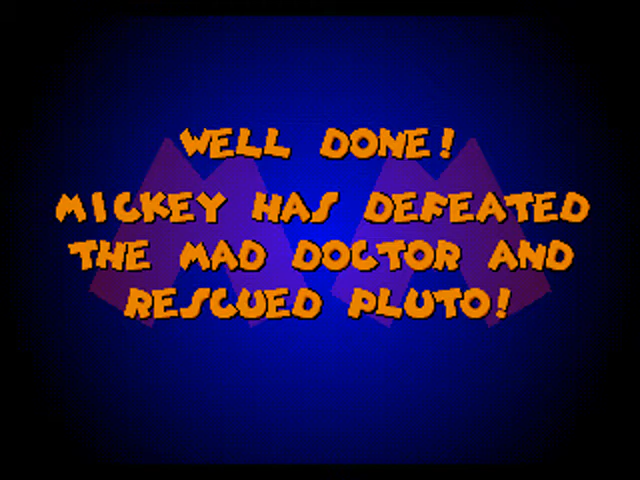 WELL DONE!
MICKEY HAS DEFEATED
THE MAD DOCTOR AND
RESCUED PLUTO!